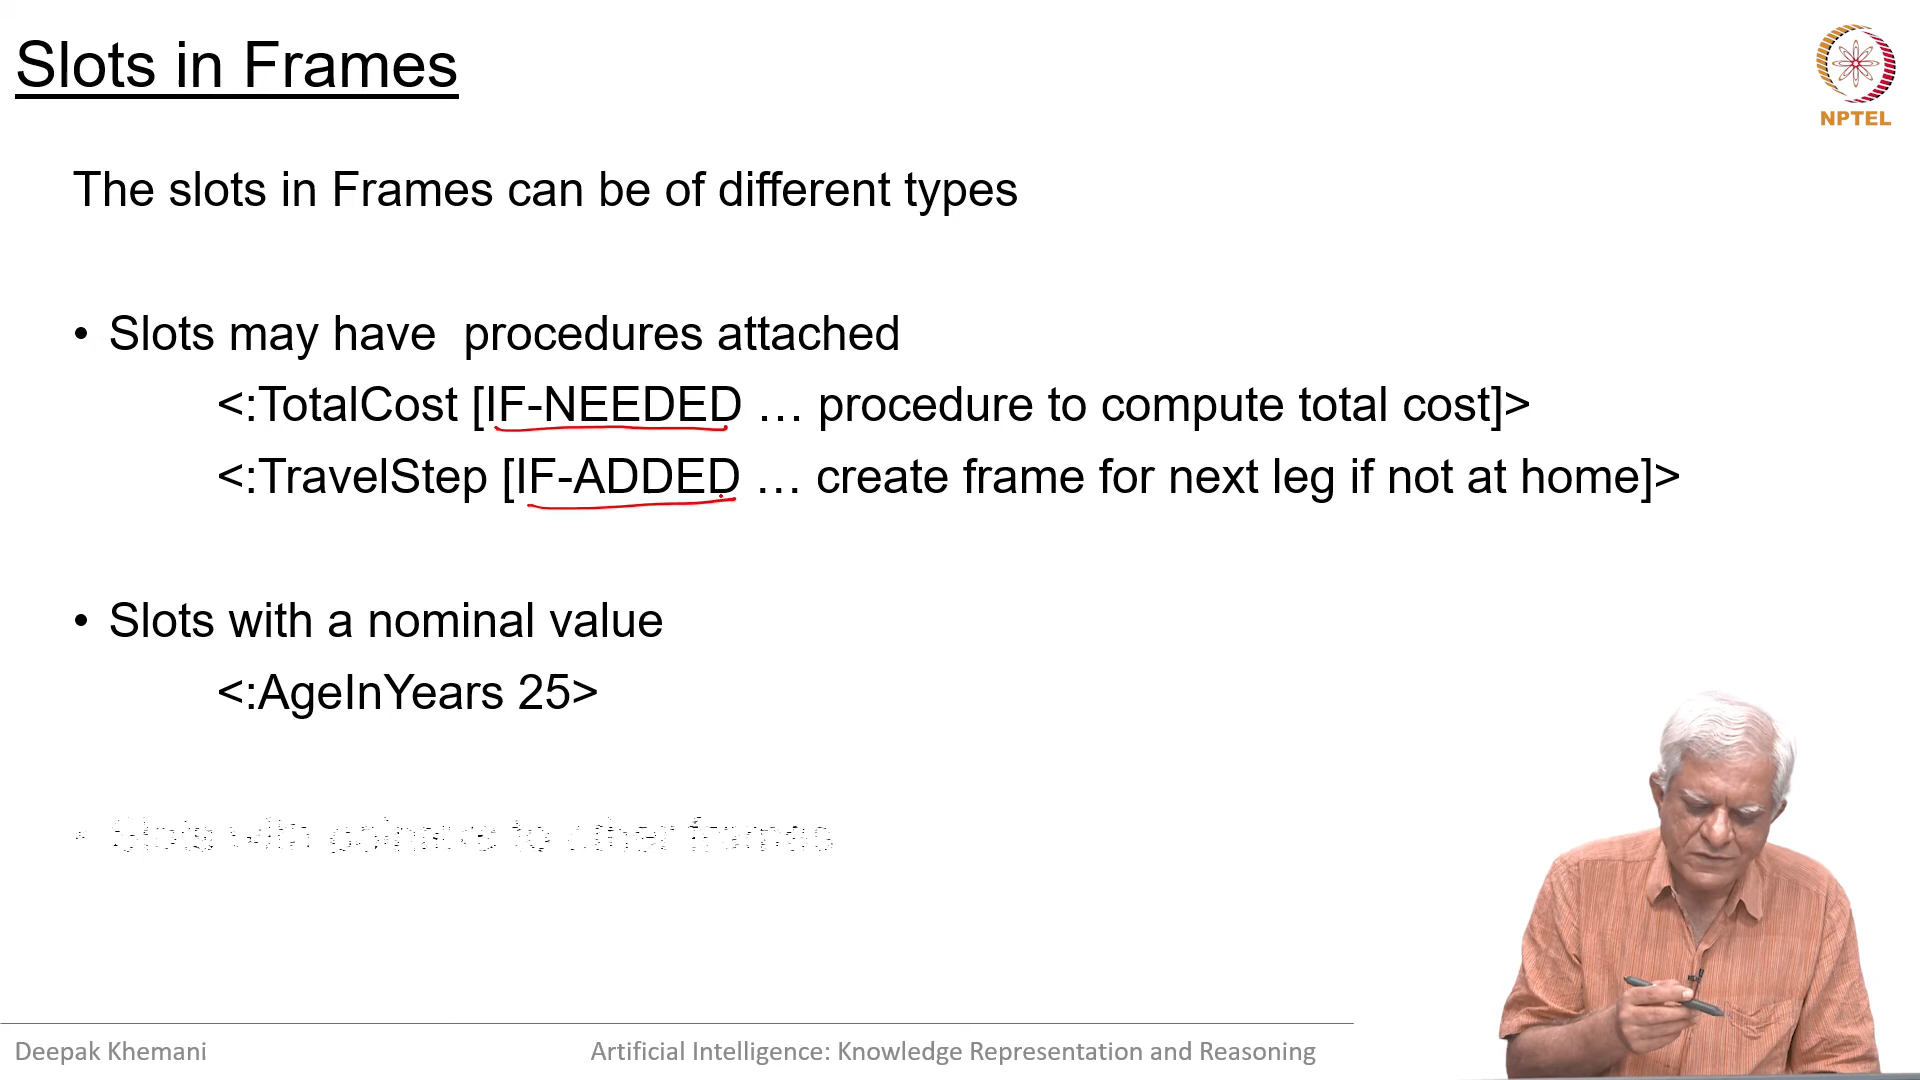 Slots in Frames
NPTEL
The slots in Frames can be of different types
• Slots may have procedures attached
<:TotalCost [IF-NEEDED … procedure to compute total cost]>
<:TravelStep [IF-ADDED … create frame for next leg if not at home]>
• Slots with a nominal value
<:AgeInYears 25>
• Slots with pointers to other frames
Deepak Khemani
Artificial Intelligence: Knowledge Representation and Reasoning